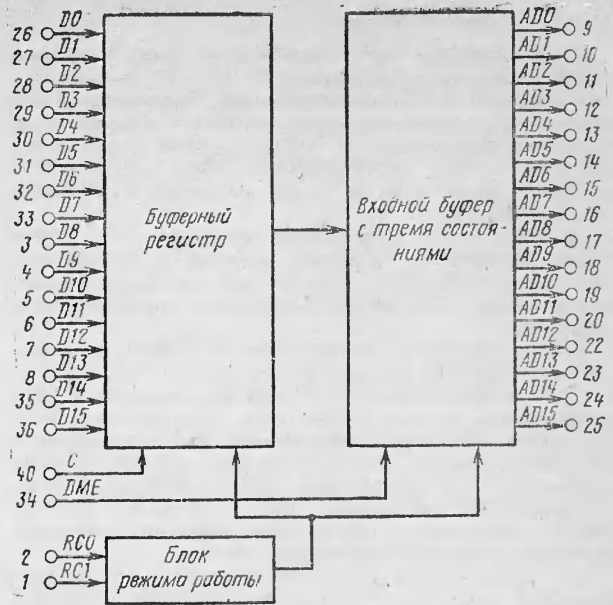 26 D0
27 D1
28 D2
29 D3
30 D4
31 D5
32 D6
33 D7
3 D8
4 D9
5 D10
6 D11
7 D12
8 D13
35 D14
36 D15
40 C
34 DME
2 RC0
1 RC1
Буферный
регистр
Входной буфер
с тремя состоя-
ниями
Блок
режима работы
AD0 9
AD1 10
AD2 11
AD3 12
AD4 13
AD5 14
AD6 15
AD7 16
AD8 17
AD9 18
AD10 19
AD11 20
AD12 22
AD13 23
AD14 24
AD15 25